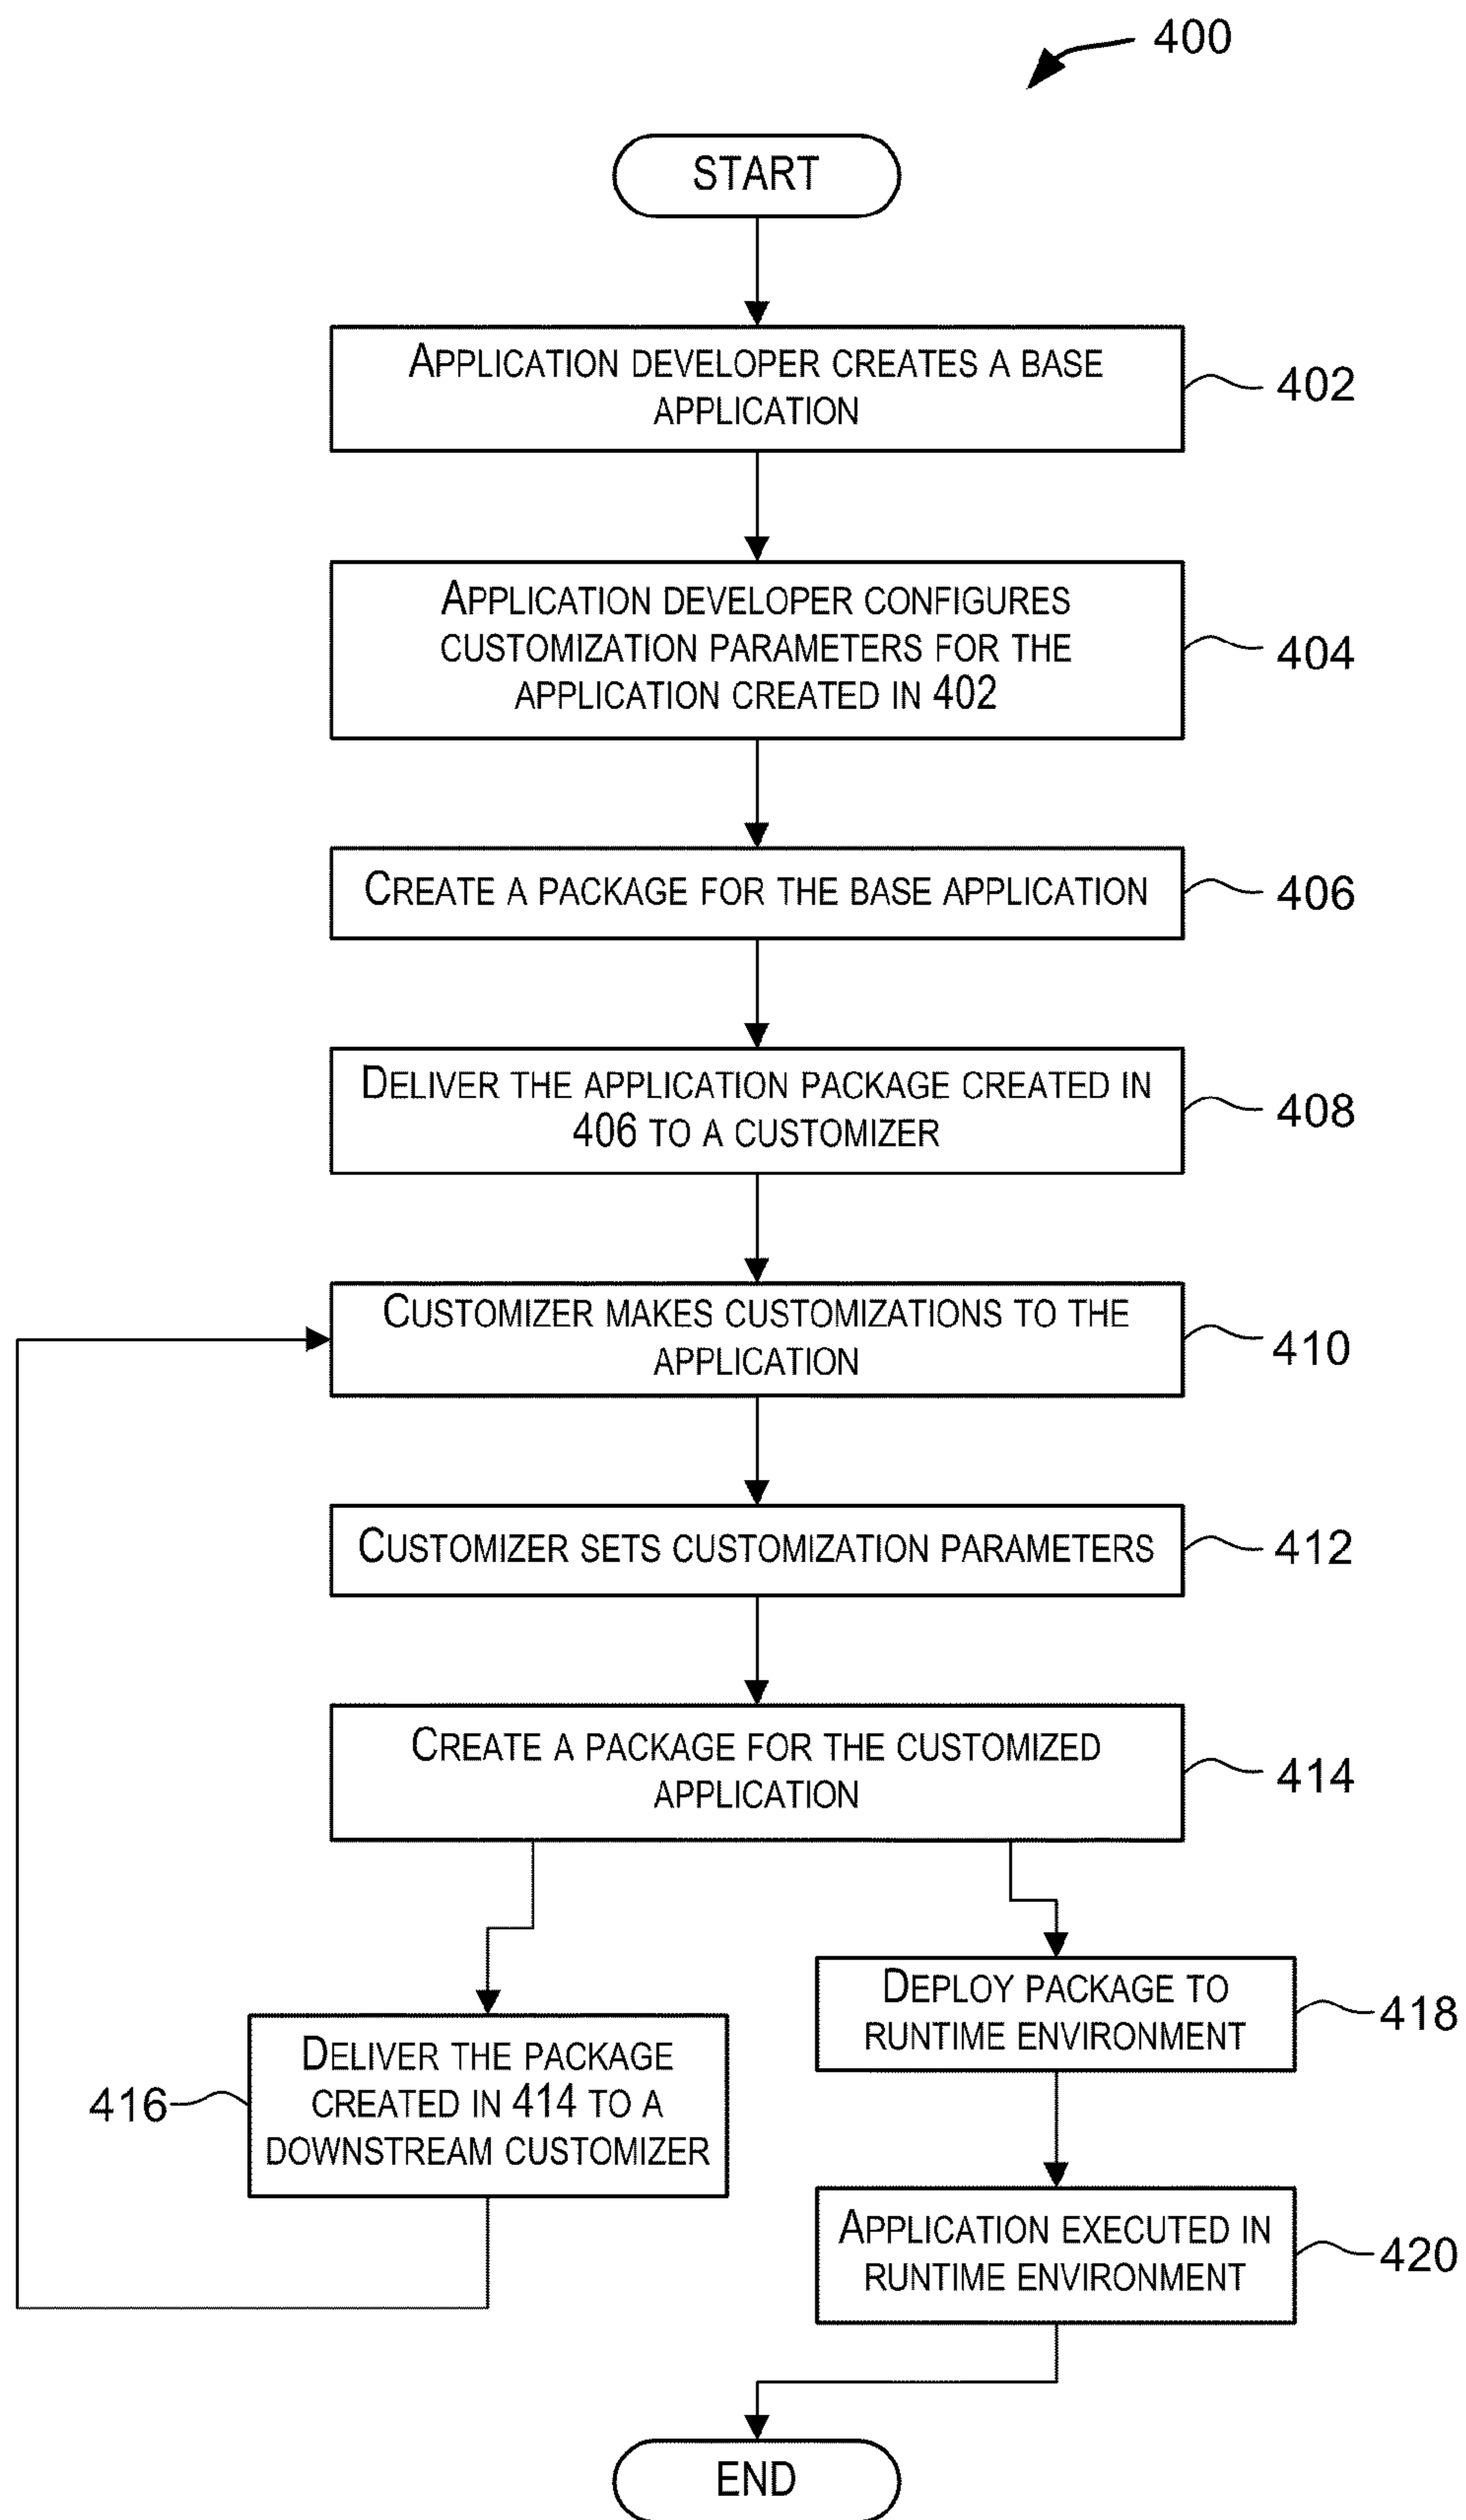 400
START
APPLICATION DEVELOPER CREATES A BASE
APPLICATION
402
APPLICATION DEVELOPER CONFIGURES
CUSTOMIZATION PARAMETERS FOR THE
APPLICATION CREATED IN 402
404
CREATE A PACKAGE FOR THE BASE APPLICATION
406
DELIVER THE APPLICATION PACKAGE CREATED IN
406 TO A CUSTOMIZER
408
CUSTOMIZER MAKES CUSTOMIZATIONS TO THE
APPLICATION
410
CUSTOMIZER SETS CUSTOMIZATION PARAMETERS
412
CREATE A PACKAGE FOR THE CUSTOMIZED
APPLICATION
414
DELIVER THE PACKAGE
CREATED IN 414 TO A
DOWNSTREAM CUSTOMIZER
416
DEPLOY PACKAGE TO
RUNTIME ENVIRONMENT
418
APPLICATION EXECUTED IN
RUNTIME ENVIRONMENT
420
END